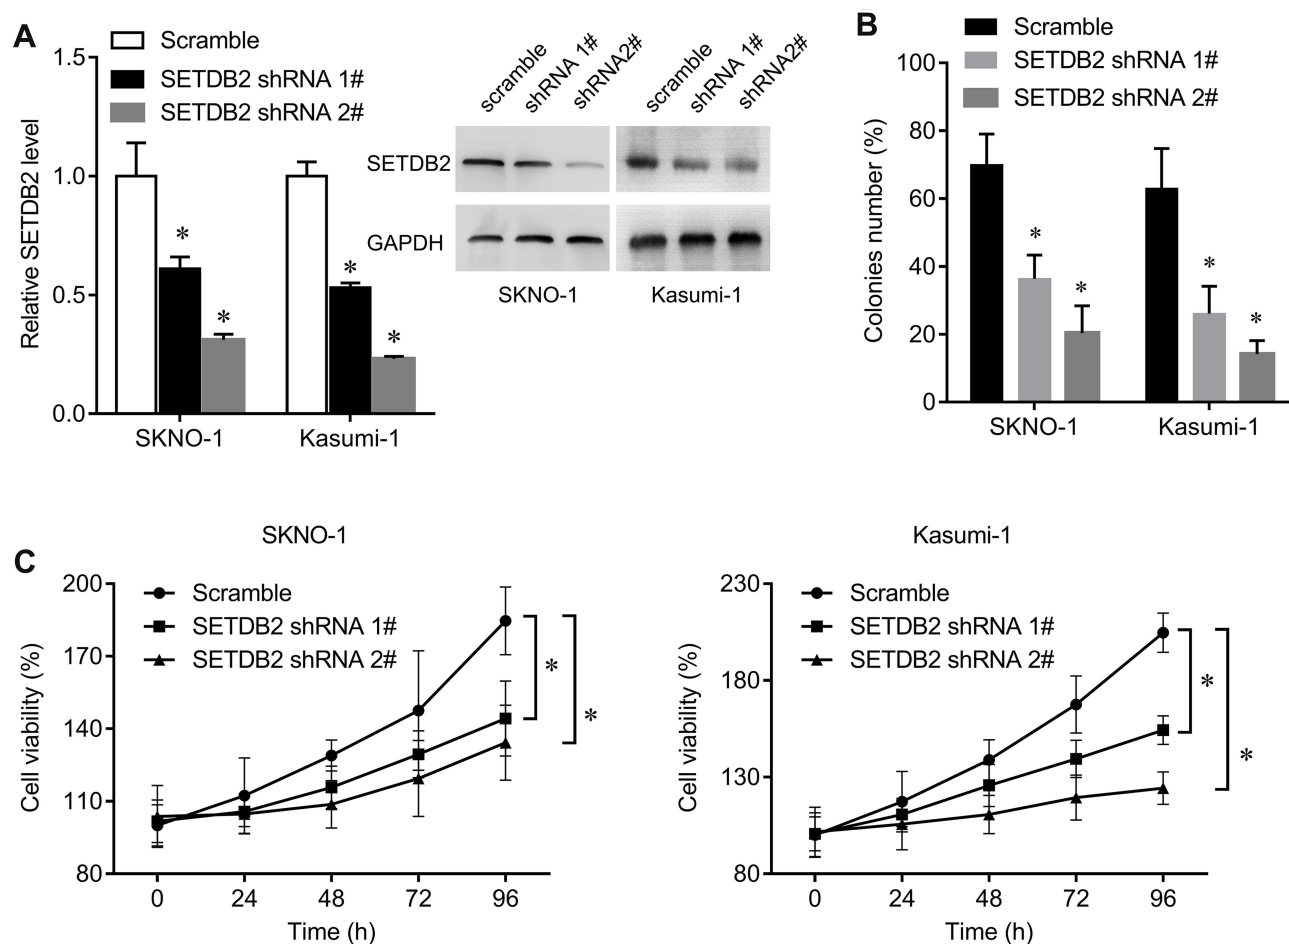 A
Scramble
SETDB2 shRNA 1#
SETDB2 shRNA 2#
Relative SETDB2 level
1.5
1.0
0.5
0.0
*
*
*
*
SKNO-1
Kasumi-1
scramble
shRNA 1#
shRNA2#
scramble
shRNA 1#
shRNA2#
SETDB2
GAPDH
SKNO-1
Kasumi-1
B
Scramble
SETDB2 shRNA 1#
SETDB2 shRNA 2#
Colonies number (%)
100
80
60
40
20
0
*
*
*
*
SKNO-1
Kasumi-1
C
SKNO-1
Scramble
SETDB2 shRNA 1#
SETDB2 shRNA 2#
Cell viability (%)
200
170
140
110
80
*
*
0 24 48 72 96
Time (h)
Kasumi-1
Scramble
SETDB2 shRNA 1#
SETDB2 shRNA 2#
Cell viability (%)
230
180
130
80
*
*
0 24 48 72 96
Time (h)